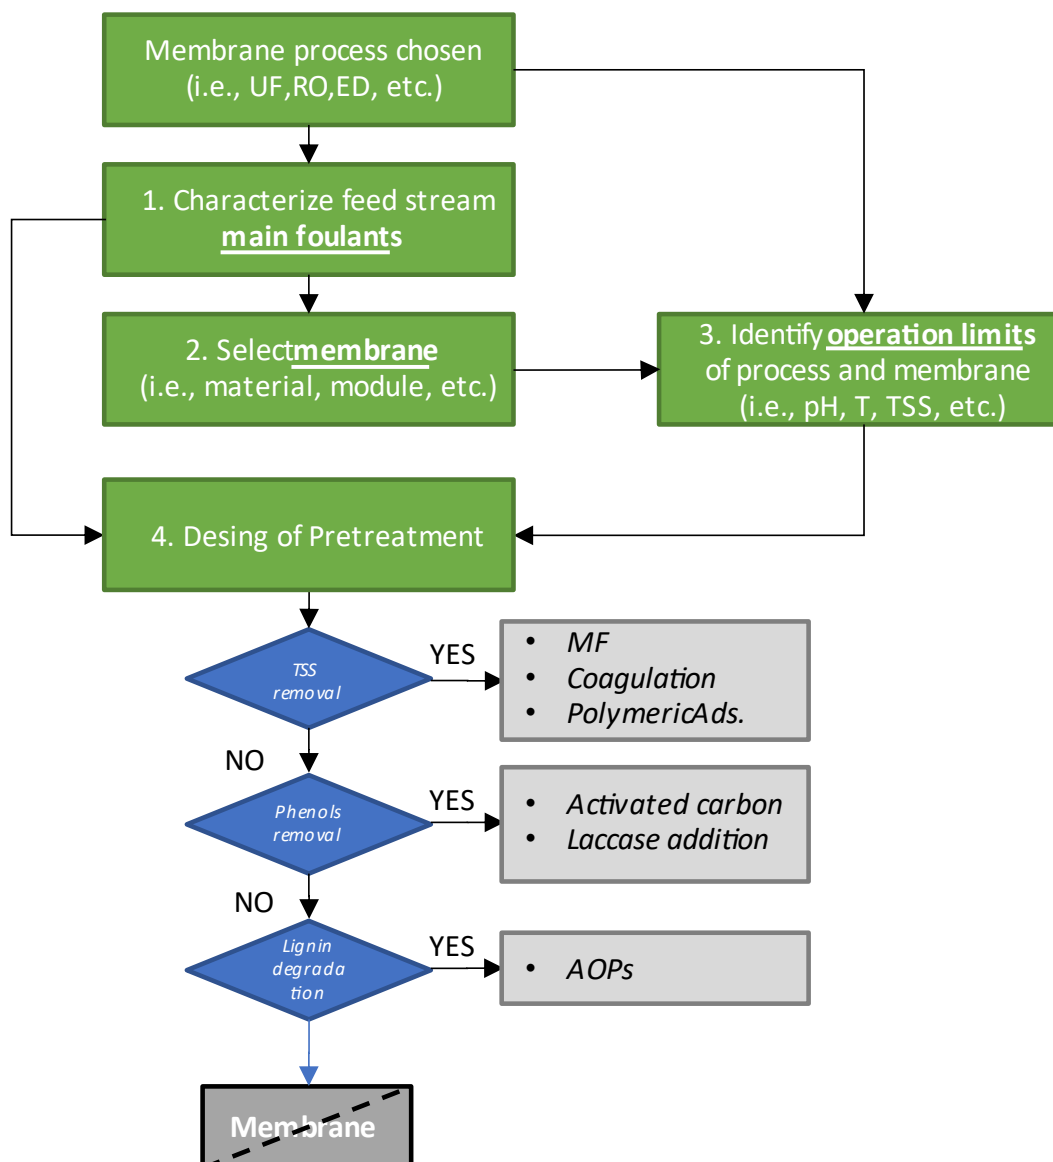 Membrane process chosen
(i.e., UF,RO,ED, etc.)
1. Characterize feed stream
main foulants
2. Selectmembrane
(i.e., material, module, etc.)
3. Identify operation limits
of process and membrane
(i.e., pH, T, TSS, etc.)
4. Desing of Pretreatment
TSS
removal
YES
• MF
• Coagulation
• PolymericAds.
NO
Phenols
removal
YES
• Activated carbon
• Laccase addition
NO
Lignin
degrada
tion
YES
• AOPs
Membrane